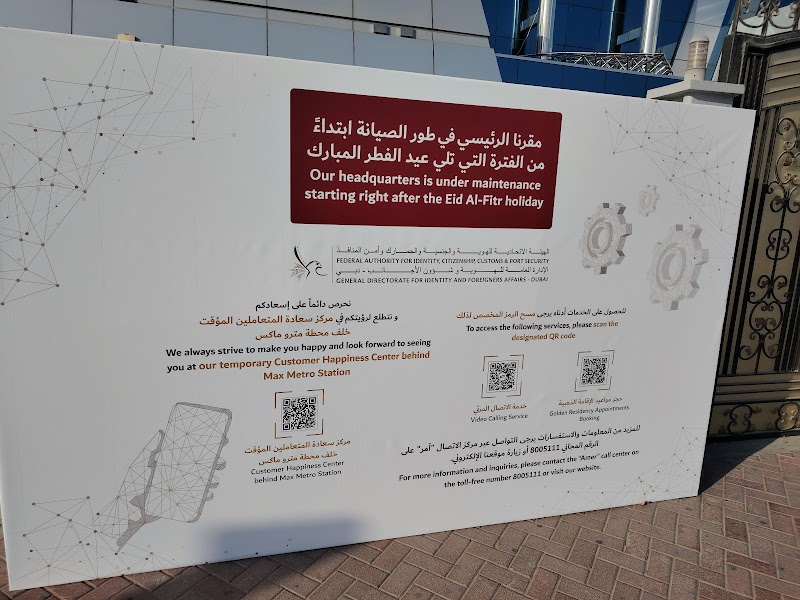 مقرنا الرئيسي في طور الصيانة ابتداءً
من الفترة التي تلي عيد الفطر المبارك
Our headquarters is under maintenance
starting right after the Eid Al-Fitr holiday
الهيئة الاتحادية للهوية والجنسية والجمارك وأمن المنافذ
FEDERAL AUTHORITY FOR IDENTITY, CITIZENSHIP, CUSTOMS & PORT SECURITY
الإدارة العامة للهوية وشؤون الأجانب - دبي
GENERAL DIRECTORATE FOR IDENTITY AND FOREIGNERS AFFAIRS - DUBAI
نحرص دائماً على إسعادكم
و نتطلع لرؤيتكم في مركز سعادة المتعاملين المؤقت
خلف محطة مترو ماكس
We always strive to make you happy and look forward to seeing
you at our temporary Customer Happiness Center behind
Max Metro Station
مركز سعادة المتعاملين المؤقت
خلف محطة مترو ماكس
Customer Happiness Center
behind Max Metro Station
للحصول على الخدمات أدناه يرجى مسح الرمز المخصص لذلك
To access the following services, please scan the
designated QR code
خدمة الاتصال المرئي
Video Calling Service
حجز مواعيد الإقامة الذهبية
Golden Residency Appointments
Booking
للمزيد من المعلومات والاستفسارات يرجى التواصل عبر مركز الاتصال "آمر" على
الرقم المجاني 8005111 أو زيارة موقعنا الإلكتروني.
For more information and inquiries, please contact the "Amer" call center on
the toll-free number 8005111 or visit our website.